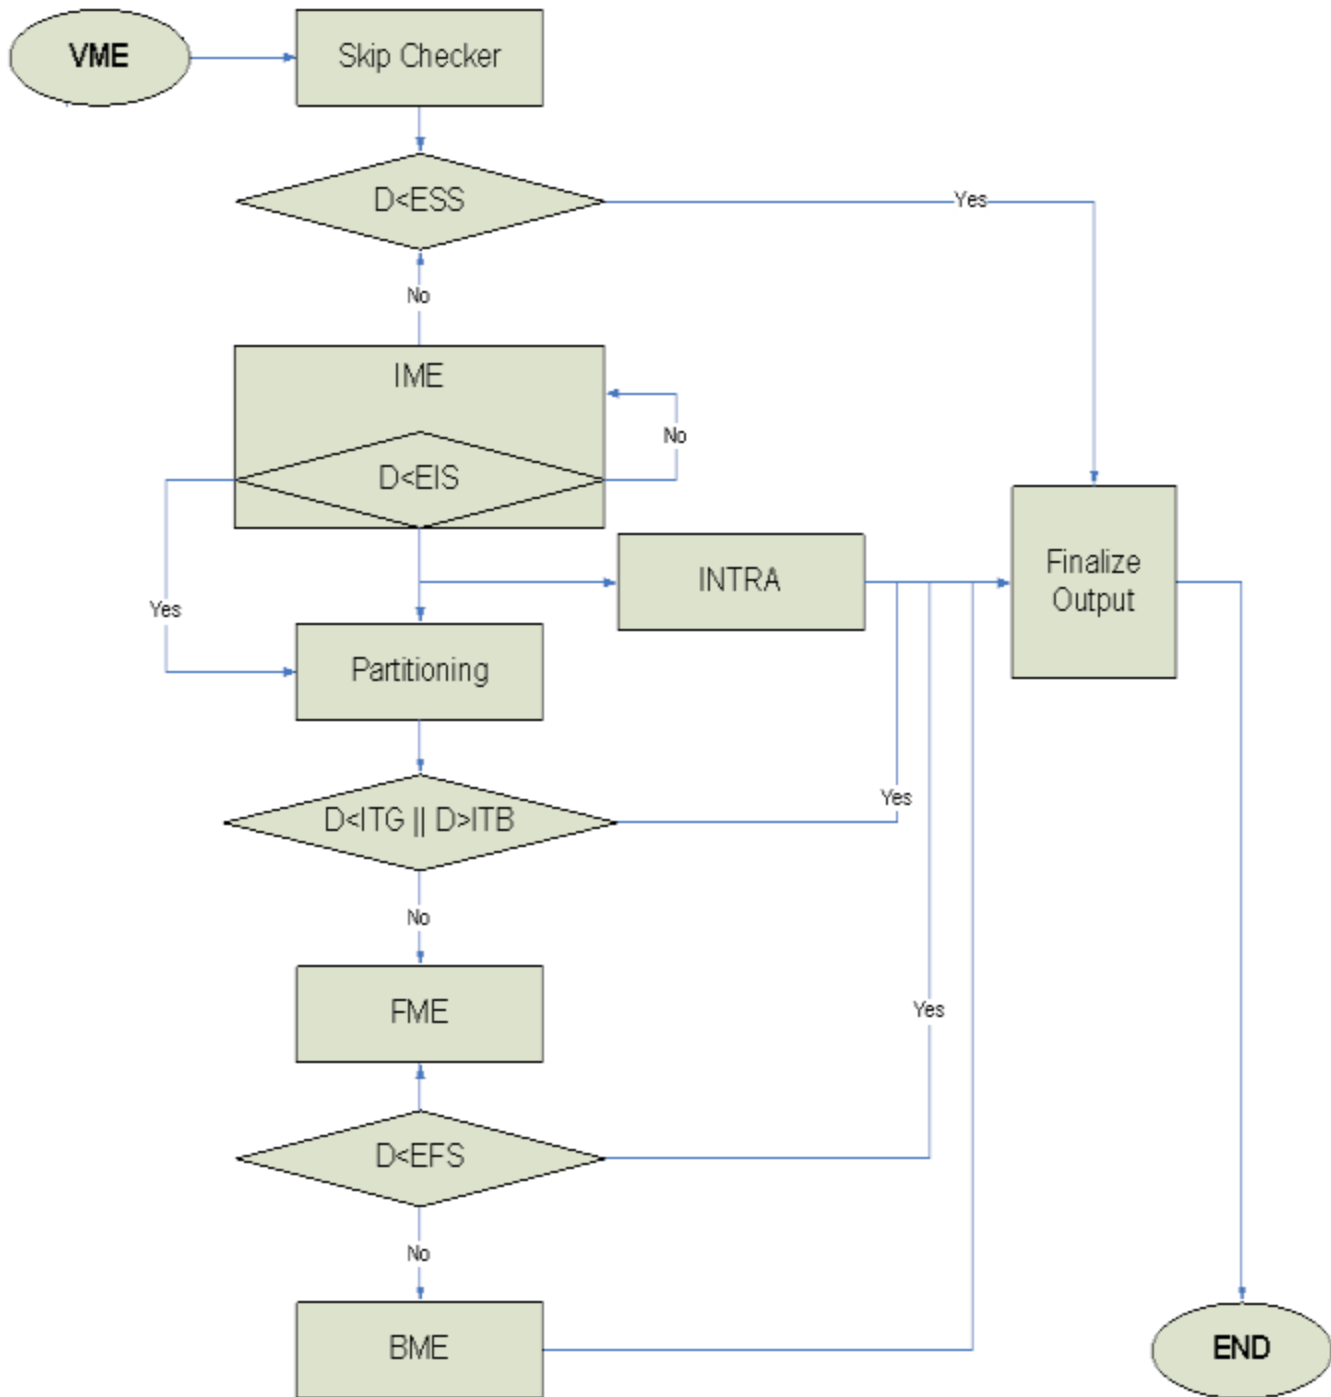 VME
Skip Checker
D<ESS
Yes
No
IME
No
D<EIS
INTRA
Finalize
Output
Yes
Partitioning
D<ITG || D>ITB
Yes
No
FME
Yes
D<EFS
No
BME
END